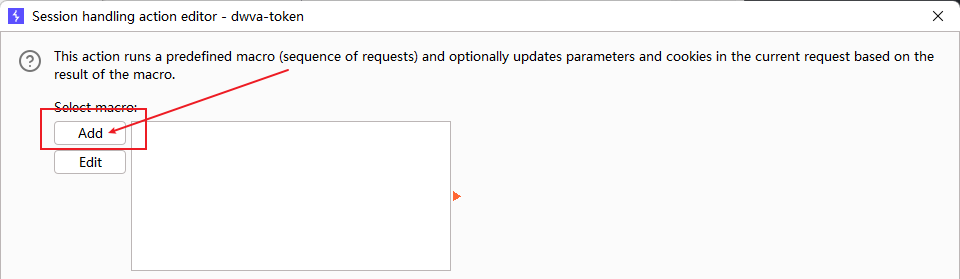 Session handling action editor - dwva-token
This action runs a predefined macro (sequence of requests) and optionally updates parameters and cookies in the current request based on the
result of the macro.
Select macro:
Add
Edit